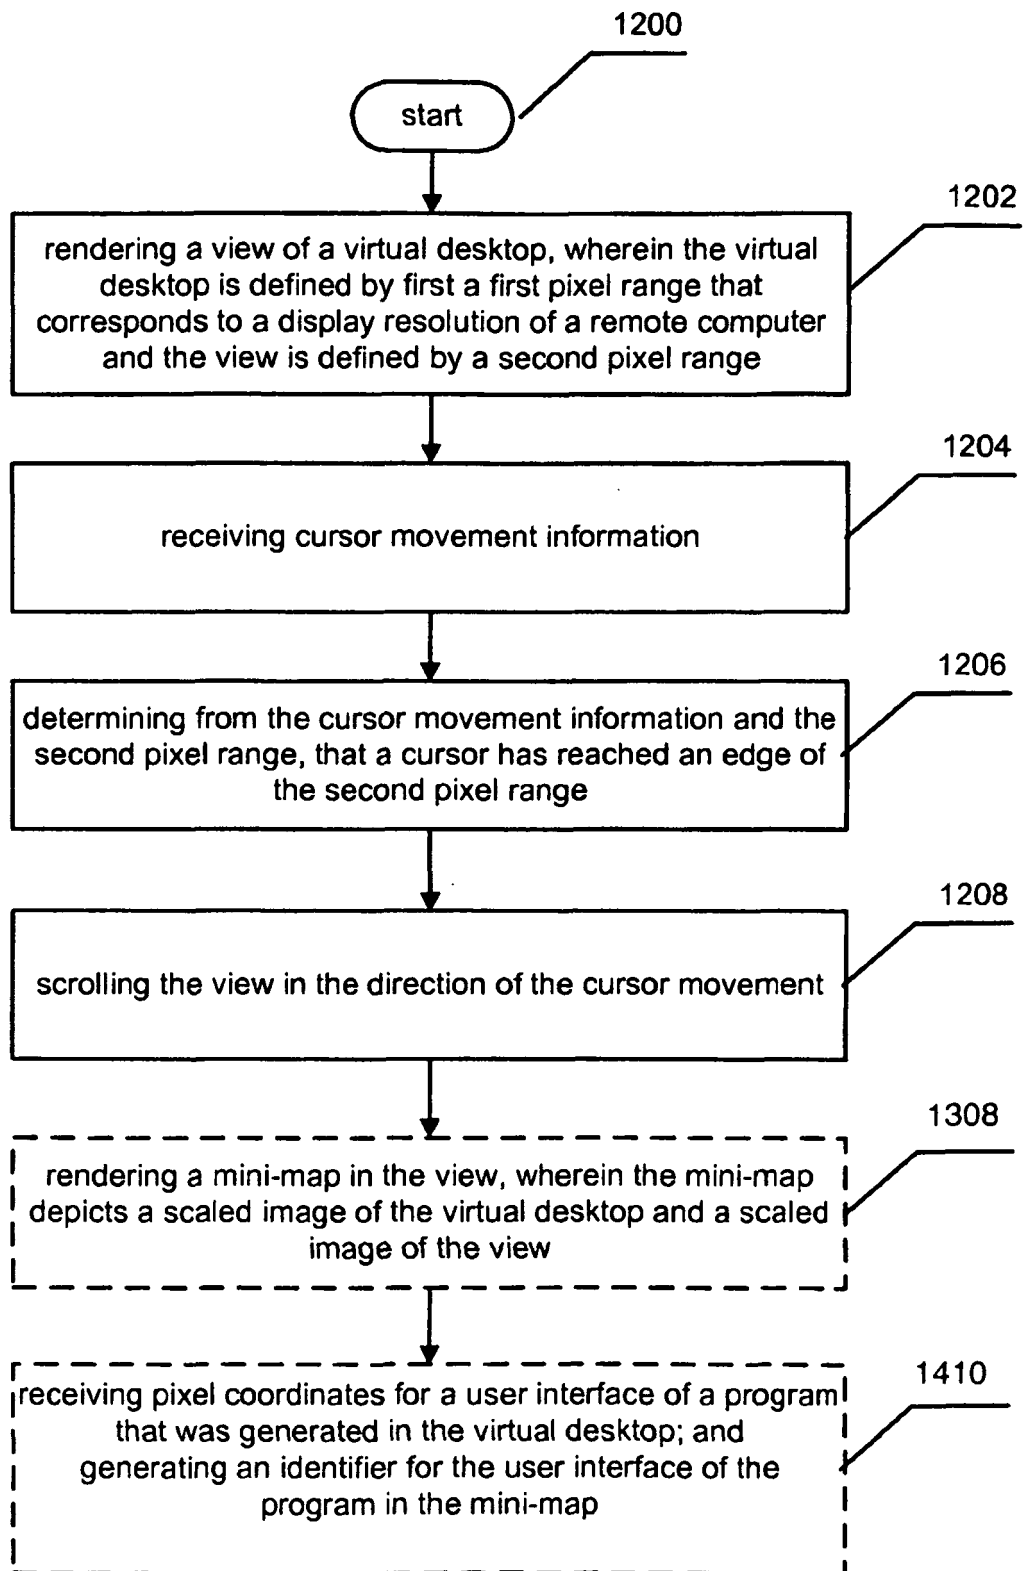 1200
start
1202
rendering a view of a virtual desktop, wherein the virtual
desktop is defined by first a first pixel range that
corresponds to a display resolution of a remote computer
and the view is defined by a second pixel range
1204
receiving cursor movement information
1206
determining from the cursor movement information and the
second pixel range, that a cursor has reached an edge of
the second pixel range
1208
scrolling the view in the direction of the cursor movement
1308
rendering a mini-map in the view, wherein the mini-map
depicts a scaled image of the virtual desktop and a scaled
image of the view
1410
receiving pixel coordinates for a user interface of a program
that was generated in the virtual desktop; and
generating an identifier for the user interface of the
program in the mini-map